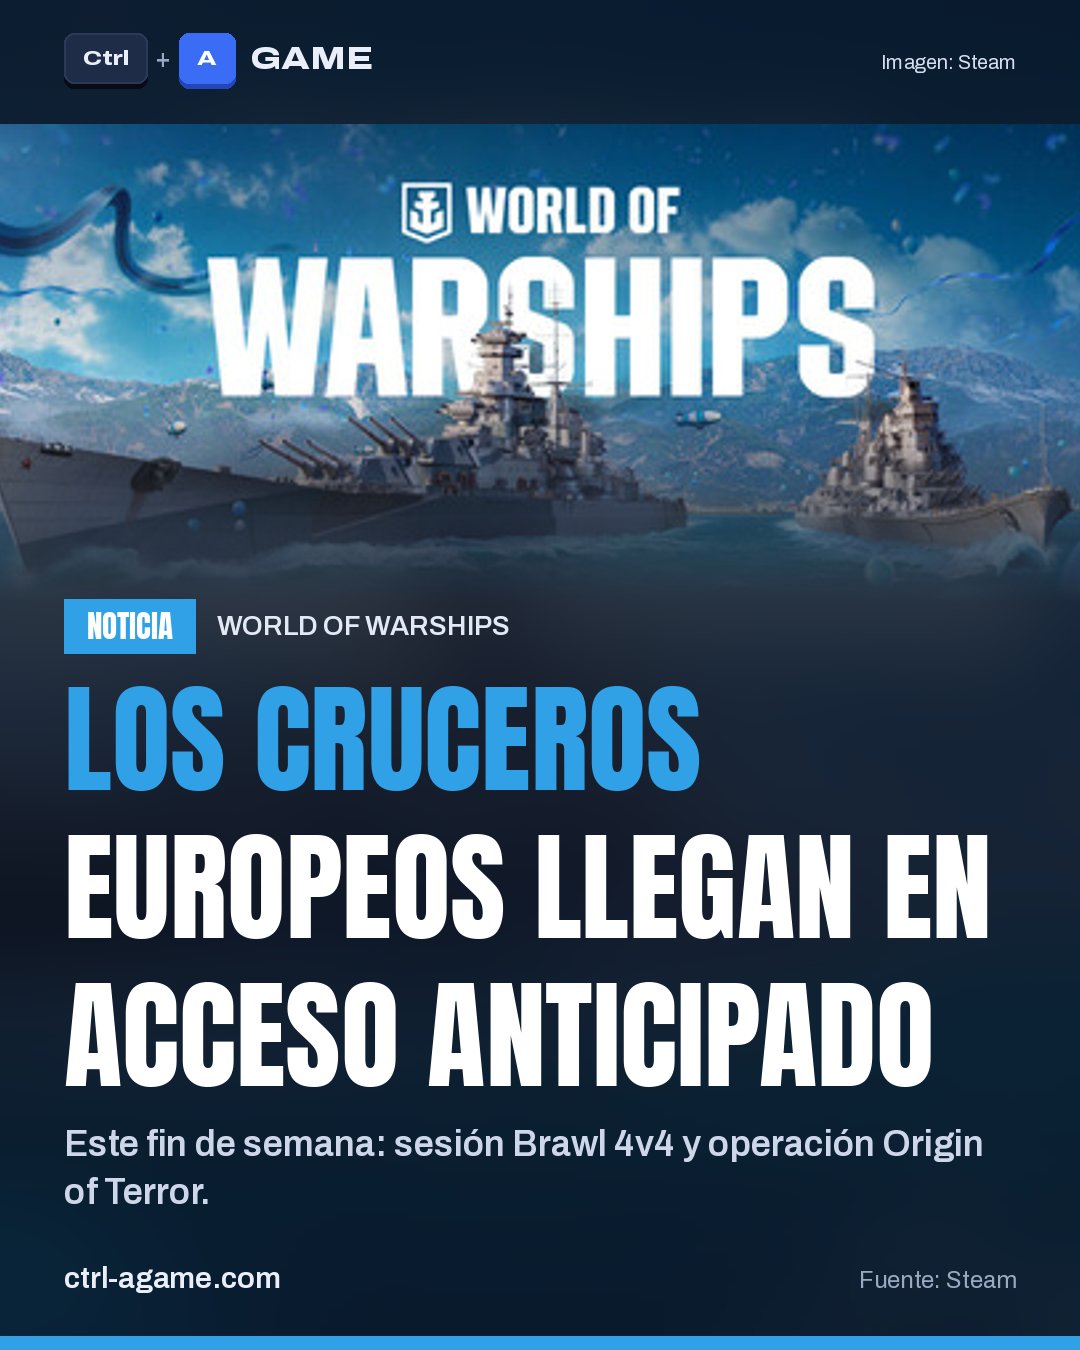 Ctrl + A GAME
Imagen: Steam
WORLD OF
WARSHIPS
NOTICIA WORLD OF WARSHIPS
LOS CRUCEROS
EUROPEOS LLEGAN EN
ACCESO ANTICIPADO
Este fin de semana: sesión Brawl 4v4 y operación Origin
of Terror.
ctrl-agame.com
Fuente: Steam